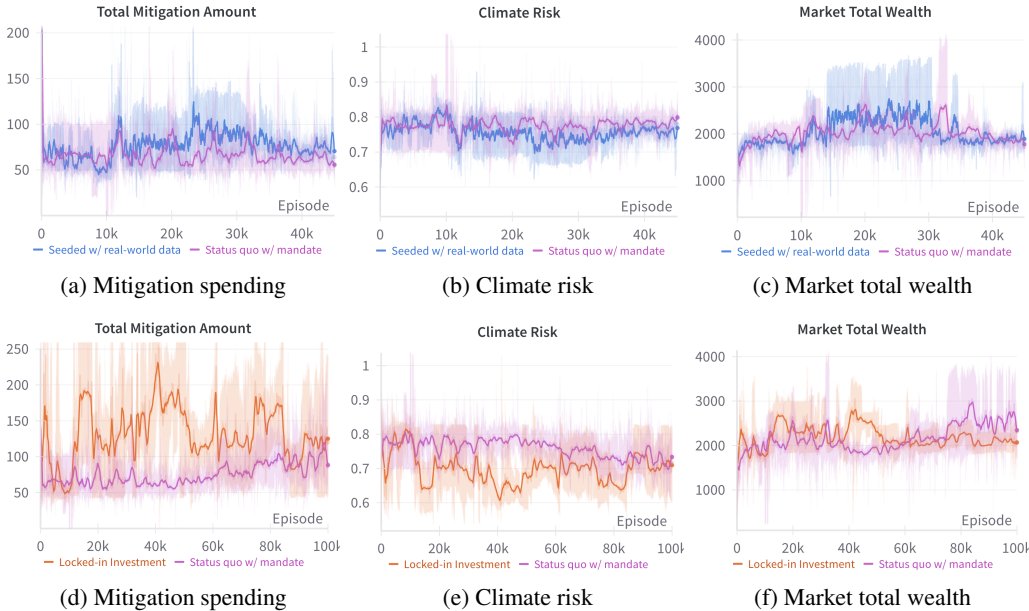 Total Mitigation Amount
200
150
100
50
0
10k
20k
30k
40k
Episode
Seeded w/ real-world data
Status quo w/ mandate
(a) Mitigation spending
Climate Risk
1
0.9
0.8
0.7
0.6
0
10k
20k
30k
40k
Episode
Seeded w/ real-world data
Status quo w/ mandate
(b) Climate risk
Market Total Wealth
4000
3000
2000
1000
0
10k
20k
30k
40k
Episode
Seeded w/ real-world data
Status quo w/ mandate
(c) Market total wealth
Total Mitigation Amount
250
200
150
100
50
0
20k
40k
60k
80k
100k
Episode
Locked-in Investment
Status quo w/ mandate
(d) Mitigation spending
Climate Risk
1
0.9
0.8
0.7
0.6
0
20k
40k
60k
80k
100k
Episode
Locked-in Investment
Status quo w/ mandate
(e) Climate risk
Market Total Wealth
4000
3000
2000
1000
0
20k
40k
60k
80k
100k
Episode
Locked-in Investment
Status quo w/ mandate
(f) Market total wealth